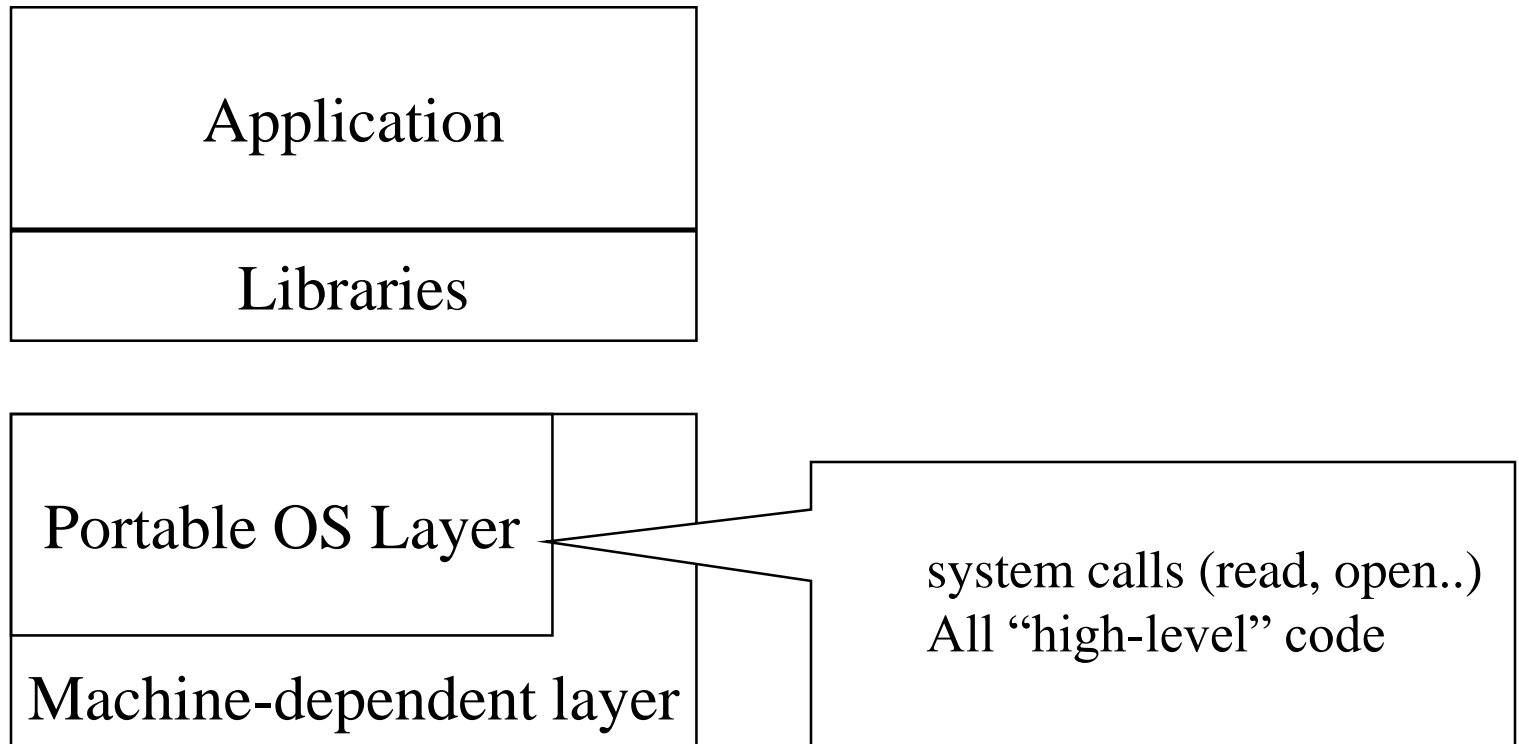 Application
Libraries
Portable OS Layer
system calls (read, open..)
All “high-level” code
Machine-dependent layer